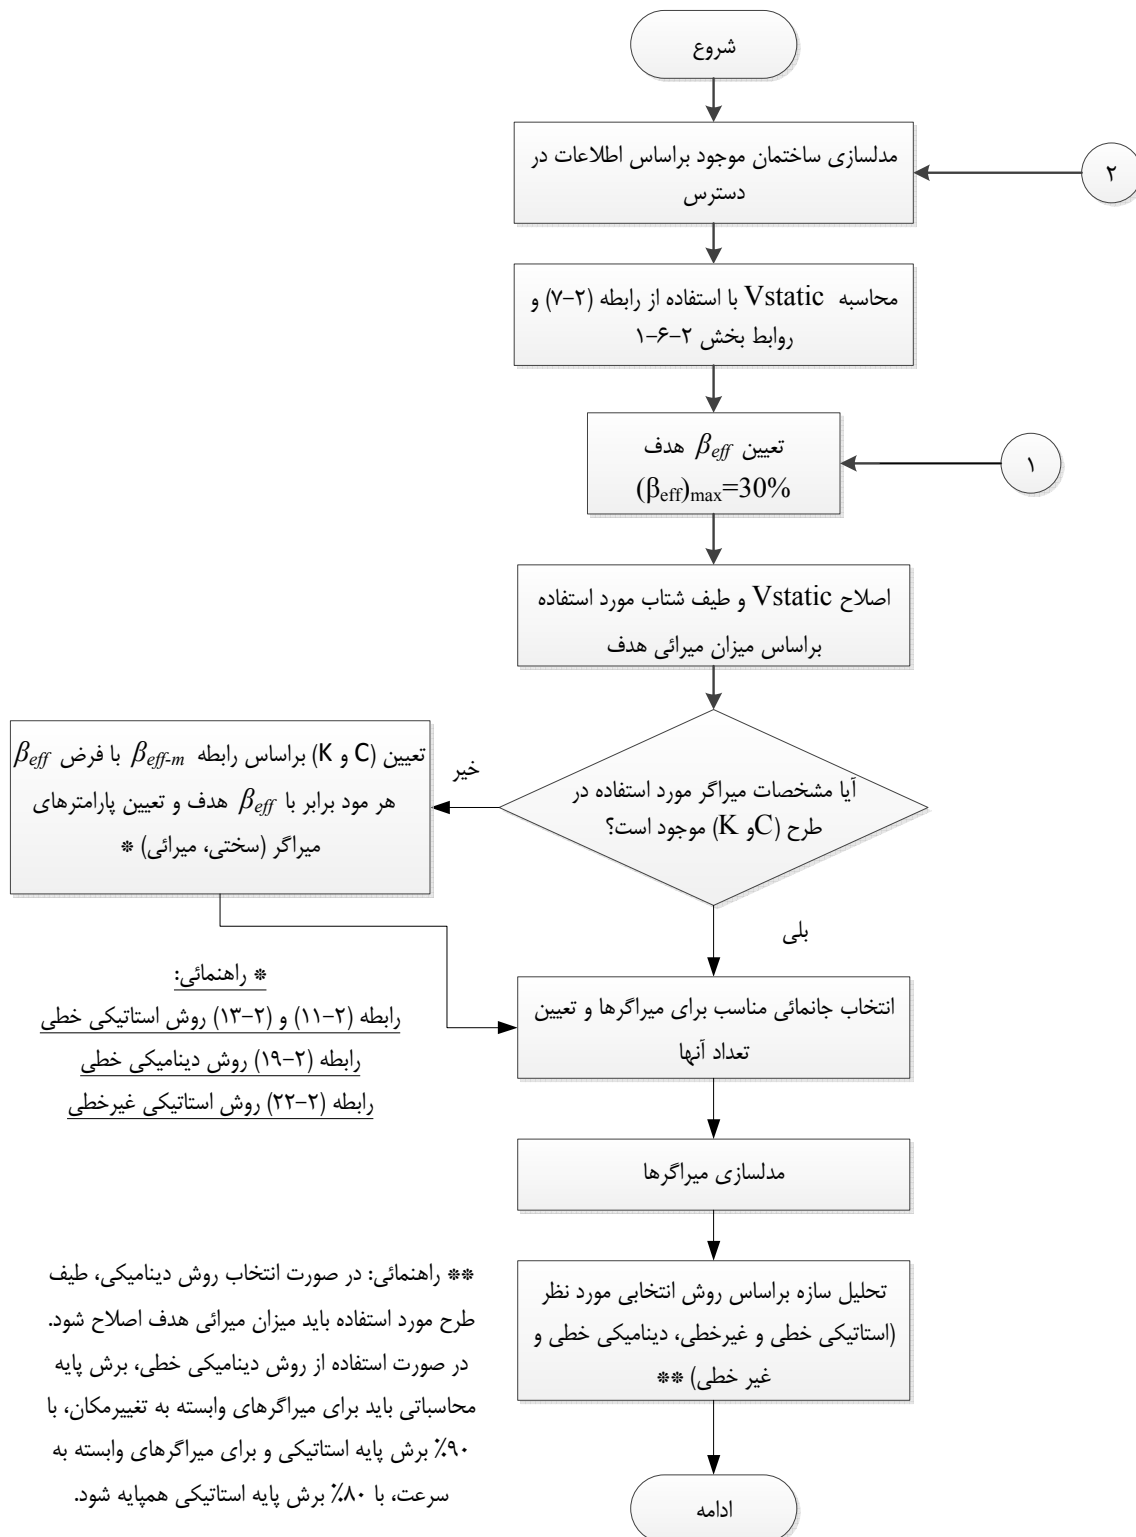 شروع
مدلسازی ساختمان موجود براساس اطلاعات در
دسترس
۲
محاسبه Vstatic با استفاده از رابطه (۲-۷) و
روابط بخش ۲-۶-۱
تعیین βeff هدف
(βeff)max=30%
۱
اصلاح Vstatic و طیف شتاب مورد استفاده
براساس میزان میرائی هدف
آیا مشخصات میراگر مورد استفاده در
طرح (C و K) موجود است؟
خیر
تعیین (C و K) براساس رابطه βeff-m با فرض βeff
هر مود برابر با βeff هدف و تعیین پارامترهای
میراگر (سختی، میرائی) *
بلی
انتخاب جانمائی مناسب برای میراگرها و تعیین
تعداد آنها
* راهنمائی:
رابطه (۲-۱۱) و (۲-۱۳) روش استاتیکی خطی
رابطه (۲-۱۹) روش دینامیکی خطی
رابطه (۲-۲۲) روش استاتیکی غیرخطی
مدلسازی میراگرها
تحلیل سازه براساس روش انتخابی مورد نظر
(استاتیکی خطی و غیرخطی، دینامیکی خطی و
غیر خطی) **
** راهنمائی: در صورت انتخاب روش دینامیکی، طیف
طرح مورد استفاده باید میزان میرائی هدف اصلاح شود.
در صورت استفاده از روش دینامیکی خطی، برش پایه
محاسباتی باید برای میراگرهای وابسته به تغییرمکان، با
۹۰٪ برش پایه استاتیکی و برای میراگرهای وابسته به
سرعت، با ۸۰٪ برش پایه استاتیکی همپایه شود.
ادامه